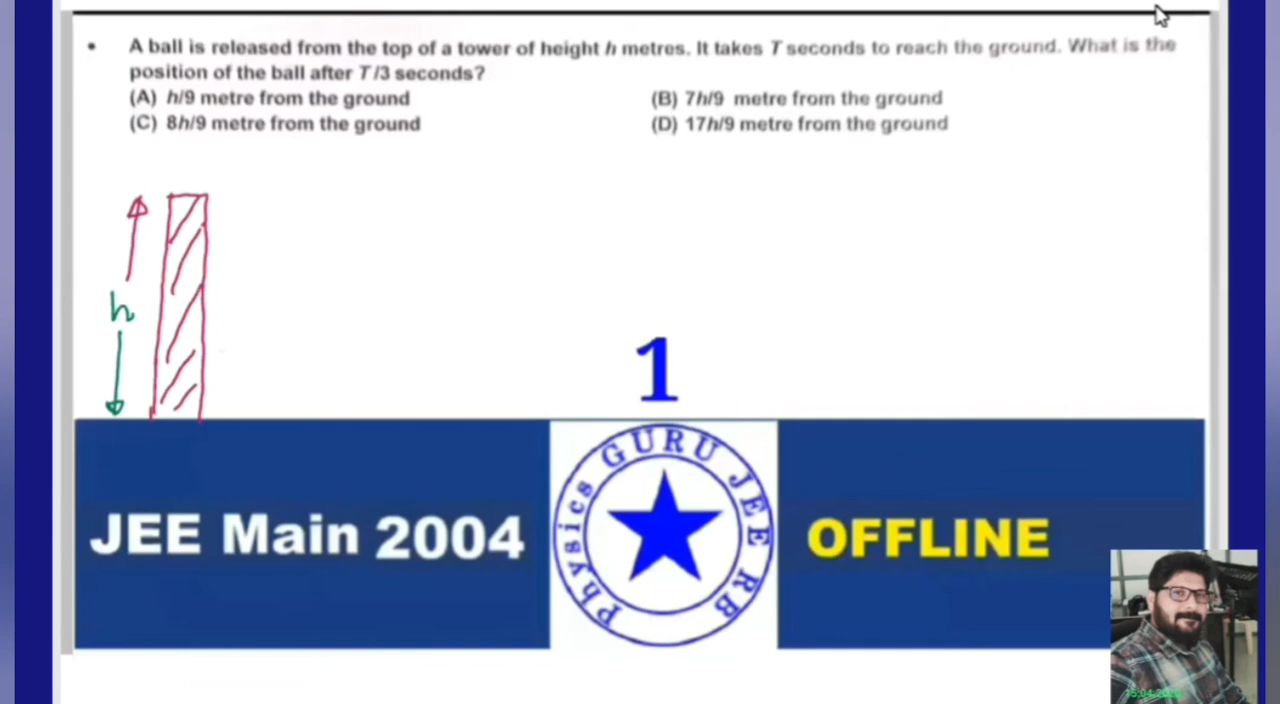 • A ball is released from the top of a tower of height h metres. It takes T seconds to reach the ground. What is the
position of the ball after T/3 seconds?
(A) h/9 metre from the ground (B) 7h/9 metre from the ground
(C) 8h/9 metre from the ground (D) 17h/9 metre from the ground
h
1
JEE Main 2004
Physics GURU JEE RB
OFFLINE